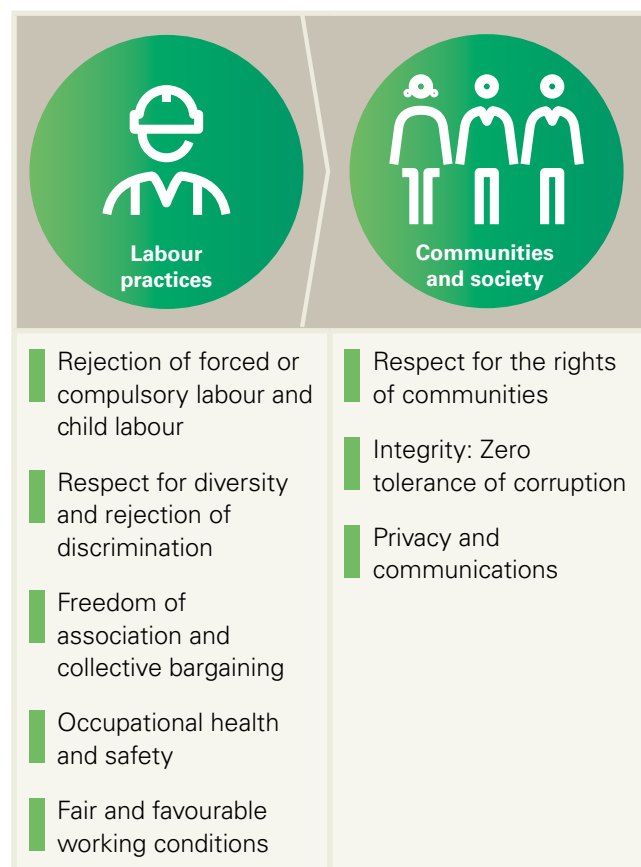 Labour
practices
Communities
and society
Rejection of forced or
compulsory labour and
child labour
Respect for diversity
and rejection of
discrimination
Freedom of
association and
collective bargaining
Occupational health
and safety
Fair and favourable
working conditions
Respect for the rights
of communities
Integrity: Zero
tolerance of corruption
Privacy and
communications